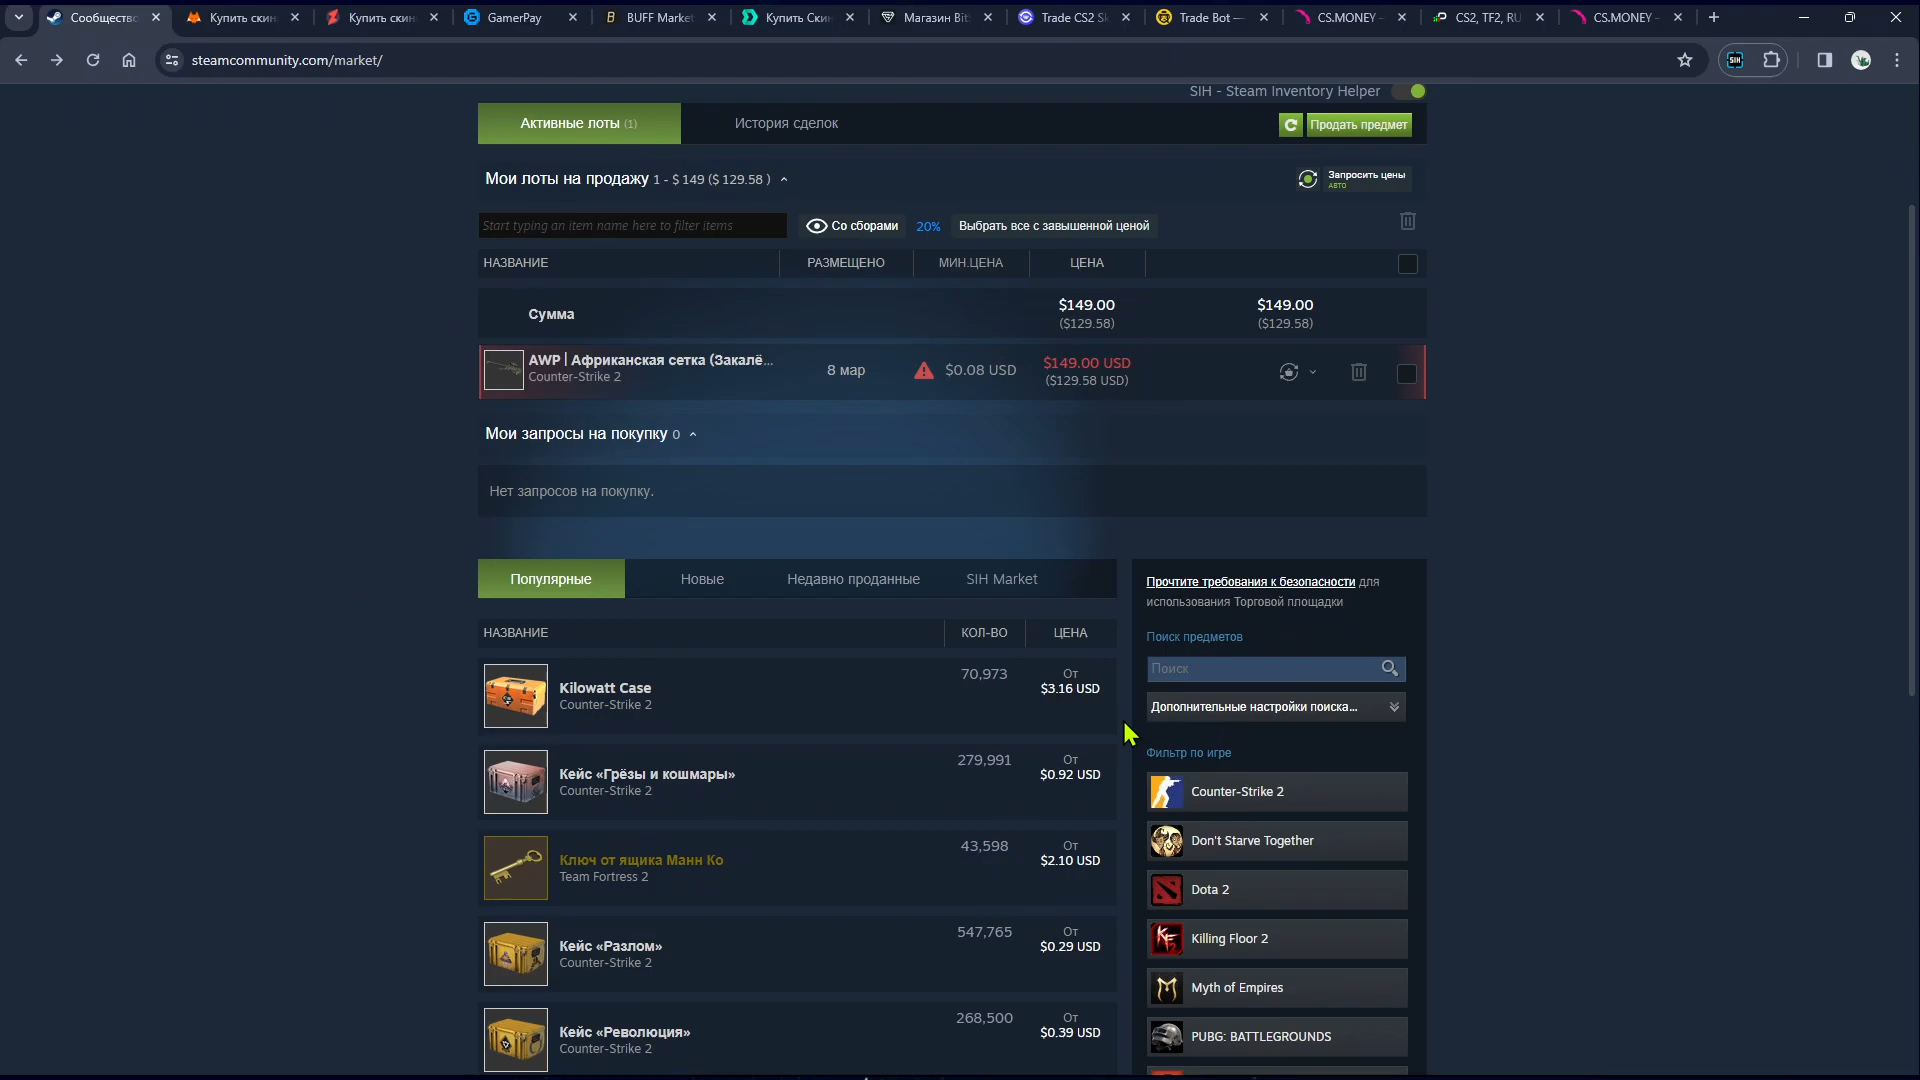 Сообщество
Купить скин
Купить скин
GamerPay
BUFF Market
Купить Ски
Магазин Bit
Trade CS2 Sk
Trade Bot —
CS.MONEY -
CS2, TF2, RU
CS.MONEY -
steamcommunity.com/market/
SIH
SIH - Steam Inventory Helper
Активные лоты (1)
История сделок
Продать предмет
Мои лоты на продажу 1 - $ 149 ($ 129.58 )
Запросить цены
АВТО
Start typing an item name here to filter items
Со сборами
20%
Выбрать все с завышенной ценой
НАЗВАНИЕ
РАЗМЕЩЕНО
МИН.ЦЕНА
ЦЕНА
Сумма
$149.00
($129.58)
$149.00
($129.58)
AWP | Африканская сетка (Закалё...
Counter-Strike 2
8 мар
$0.08 USD
$149.00 USD
($129.58 USD)
Мои запросы на покупку 0
Нет запросов на покупку.
Популярные
Новые
Недавно проданные
SIH Market
НАЗВАНИЕ
КОЛ-ВО
ЦЕНА
Kilowatt Case
Counter-Strike 2
70,973
От
$3.16 USD
Кейс «Грёзы и кошмары»
Counter-Strike 2
279,991
От
$0.92 USD
Ключ от ящика Манн Ко
Team Fortress 2
43,598
От
$2.10 USD
Кейс «Разлом»
Counter-Strike 2
547,765
От
$0.29 USD
Кейс «Революция»
Counter-Strike 2
268,500
От
$0.39 USD
Прочтите требования к безопасности для
использования Торговой площадки
Поиск предметов
Поиск
Дополнительные настройки поиска...
Фильтр по игре
Counter-Strike 2
Don't Starve Together
Dota 2
Killing Floor 2
Myth of Empires
PUBG: BATTLEGROUNDS